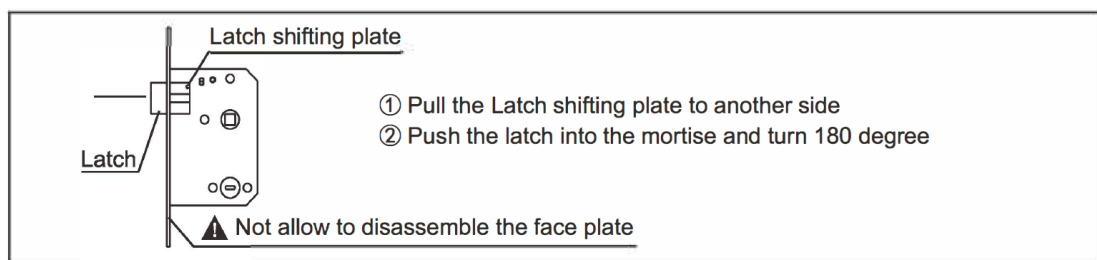 Latch shifting plate
① Pull the Latch shifting plate to another side
② Push the latch into the mortise and turn 180 degree
Latch
Not allow to disassemble the face plate